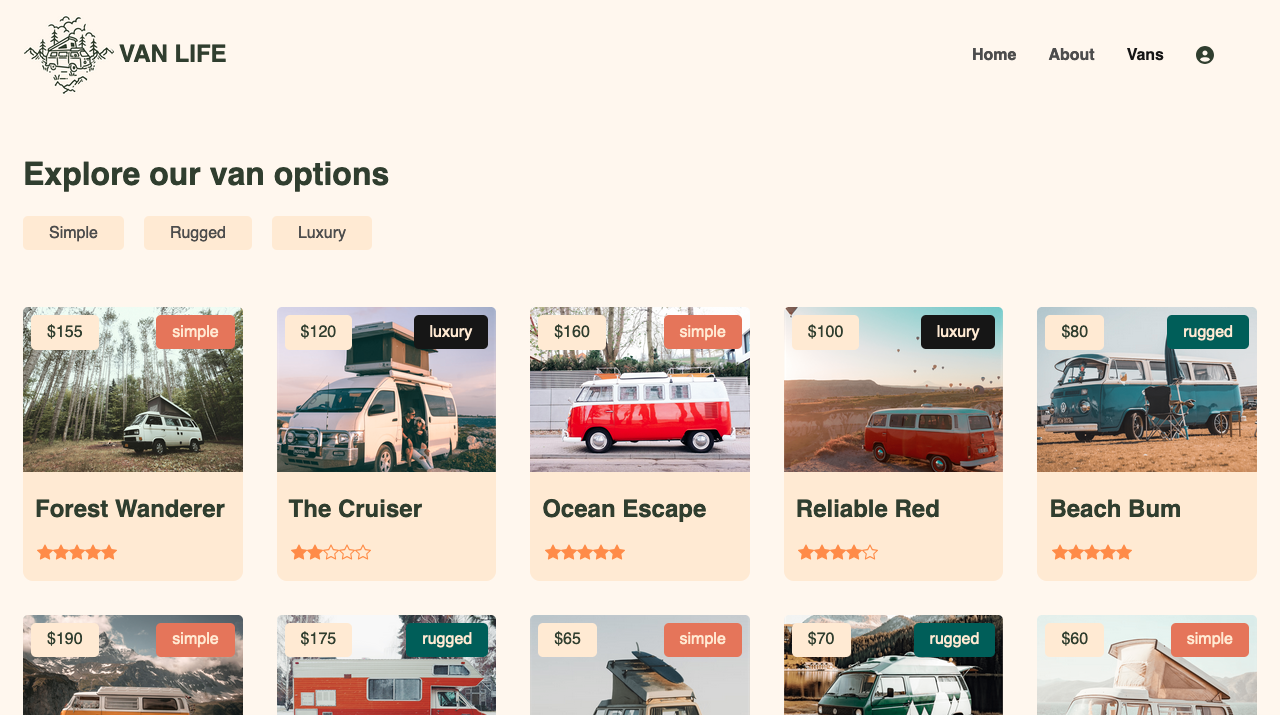 VAN LIFE
Home About Vans
Explore our van options
Simple Rugged Luxury
$155 simple $120 luxury $160 simple $100 luxury $80 rugged
Forest Wanderer The Cruiser Ocean Escape Reliable Red Beach Bum
$190 simple $175 rugged $65 simple $70 rugged $60 simple